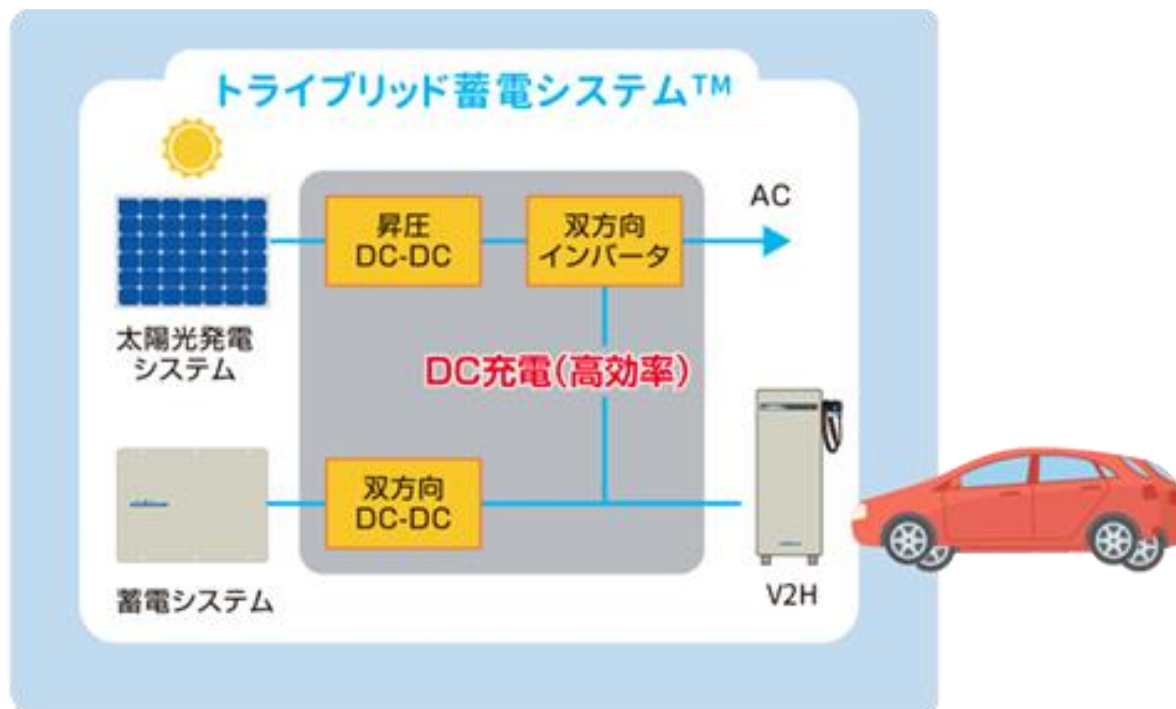 トライブリッド蓄電システム™
AC
昇圧
DC-DC
双方向
インバータ
太陽光発電
システム
DC充電(高効率)
双方向
DC-DC
蓄電システム
V2H